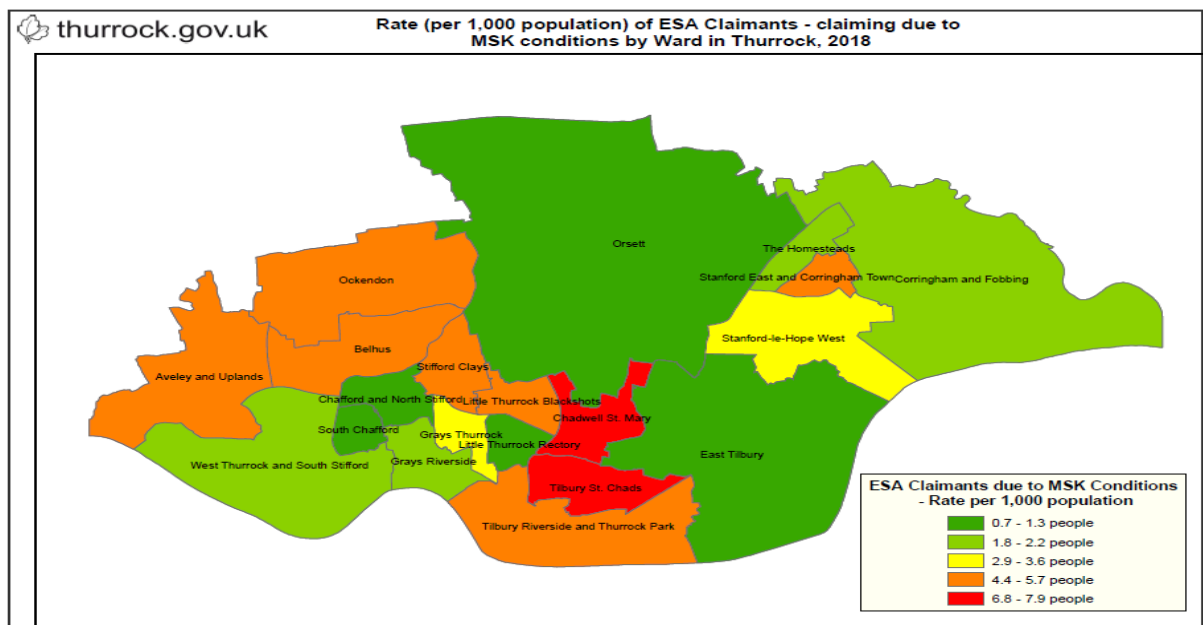 thurrock.gov.uk
Rate (per 1,000 population) of ESA Claimants - claiming due to
MSK conditions by Ward in Thurrock, 2018
Orsett
The Homesteads
Stanford East and Corringham Town
Corringham and Fobbing
Ockendon
Stanford-le-Hope West
Belhus
Stifford Clays
Aveley and Uplands
Chafford and North Stifford
Little Thurrock Blackshots
Chadwell St. Mary
South Chafford
Grays Thurrock
Little Thurrock Rectory
East Tilbury
West Thurrock and South Stifford
Grays Riverside
Tilbury St. Chads
Tilbury Riverside and Thurrock Park
ESA Claimants due to MSK Conditions
- Rate per 1,000 population
0.7 - 1.3 people
1.8 - 2.2 people
2.9 - 3.6 people
4.4 - 5.7 people
6.8 - 7.9 people